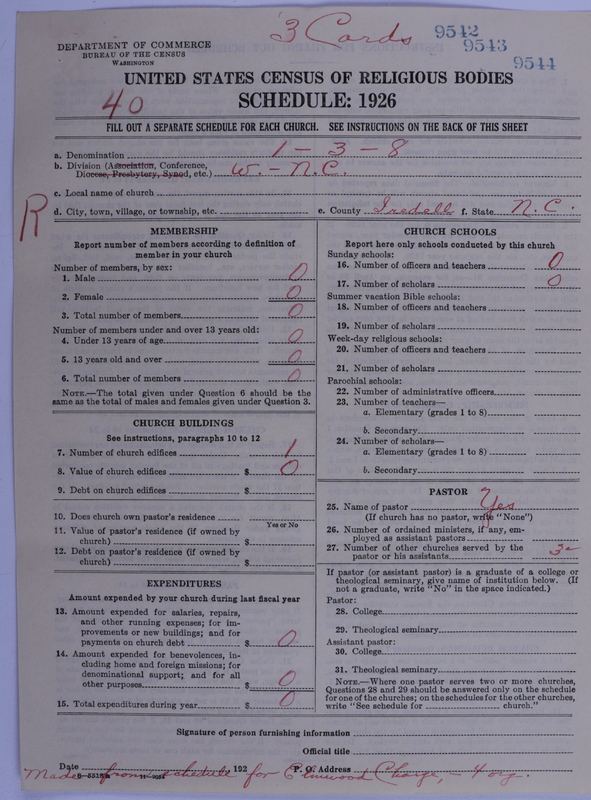 3 Cards
9542
9543
9544
DEPARTMENT OF COMMERCE
BUREAU OF THE CENSUS
WASHINGTON
UNITED STATES CENSUS OF RELIGIOUS BODIES
40
SCHEDULE: 1926
FILL OUT A SEPARATE SCHEDULE FOR EACH CHURCH. SEE INSTRUCTIONS ON THE BACK OF THIS SHEET
a. Denomination 1-3-8
b. Division (Association, Conference, Diocese, Presbytery, Synod, etc.) W. - N.C.
c. Local name of church
R
d. City, town, village, or township, etc. e. County Iredell f. State N.C.
MEMBERSHIP
Report number of members according to definition of
member in your church
Number of members, by sex:
1. Male 0
2. Female 0
3. Total number of members 0
Number of members under and over 13 years old:
4. Under 13 years of age 0
5. 13 years old and over 0
6. Total number of members 0
NOTE.—The total given under Question 6 should be
same as the total of males and females given under Question 3.
CHURCH BUILDINGS
See instructions, paragraphs 10 to 12
7. Number of church edifices 1
8. Value of church edifices $ 0
9. Debt on church edifices $
10. Does church own pastor's residence
Yes or No
11. Value of pastor's residence (if owned by
church) $
12. Debt on pastor's residence (if owned by
church) $
EXPENDITURES
Amount expended by your church during last fiscal year
13. Amount expended for salaries, repairs,
and other running expenses; for im-
provements or new buildings; and for
payments on church debt $ 0
14. Amount expended for benevolences, in-
cluding home and foreign missions; for
denominational support; and for all
other purposes $ 0
15. Total expenditures during year $ 0
CHURCH SCHOOLS
Report here only schools conducted by this church
Sunday schools:
16. Number of officers and teachers 0
17. Number of scholars 0
Summer vacation Bible schools:
18. Number of officers and teachers
19. Number of scholars
Week-day religious schools:
20. Number of officers and teachers
21. Number of scholars
Parochial schools:
22. Number of administrative officers
23. Number of teachers—
a. Elementary (grades 1 to 8)
b. Secondary
24. Number of scholars—
a. Elementary (grades 1 to 8)
b. Secondary
PASTOR
25. Name of pastor Yes
(If church has no pastor, write "None")
26. Number of ordained ministers, if any, em-
ployed as assistant pastors
27. Number of other churches served by the
pastor or his assistants 3
If pastor (or assistant pastor) is a graduate of a college or
theological seminary, give name of institution below. (If
not a graduate, write "No" in the space indicated.)
Pastor:
28. College
29. Theological seminary
Assistant pastor:
30. College
31. Theological seminary
NOTE.—Where one pastor serves two or more churches,
Questions 28 and 29 should be answered only on the schedule
for one of the churches; on the schedules for the other churches,
write "See schedule for church."
Signature of person furnishing information
Official title
Date 192 P. O. Address
Made from schedule for Elmwood Charge, - 4 org.